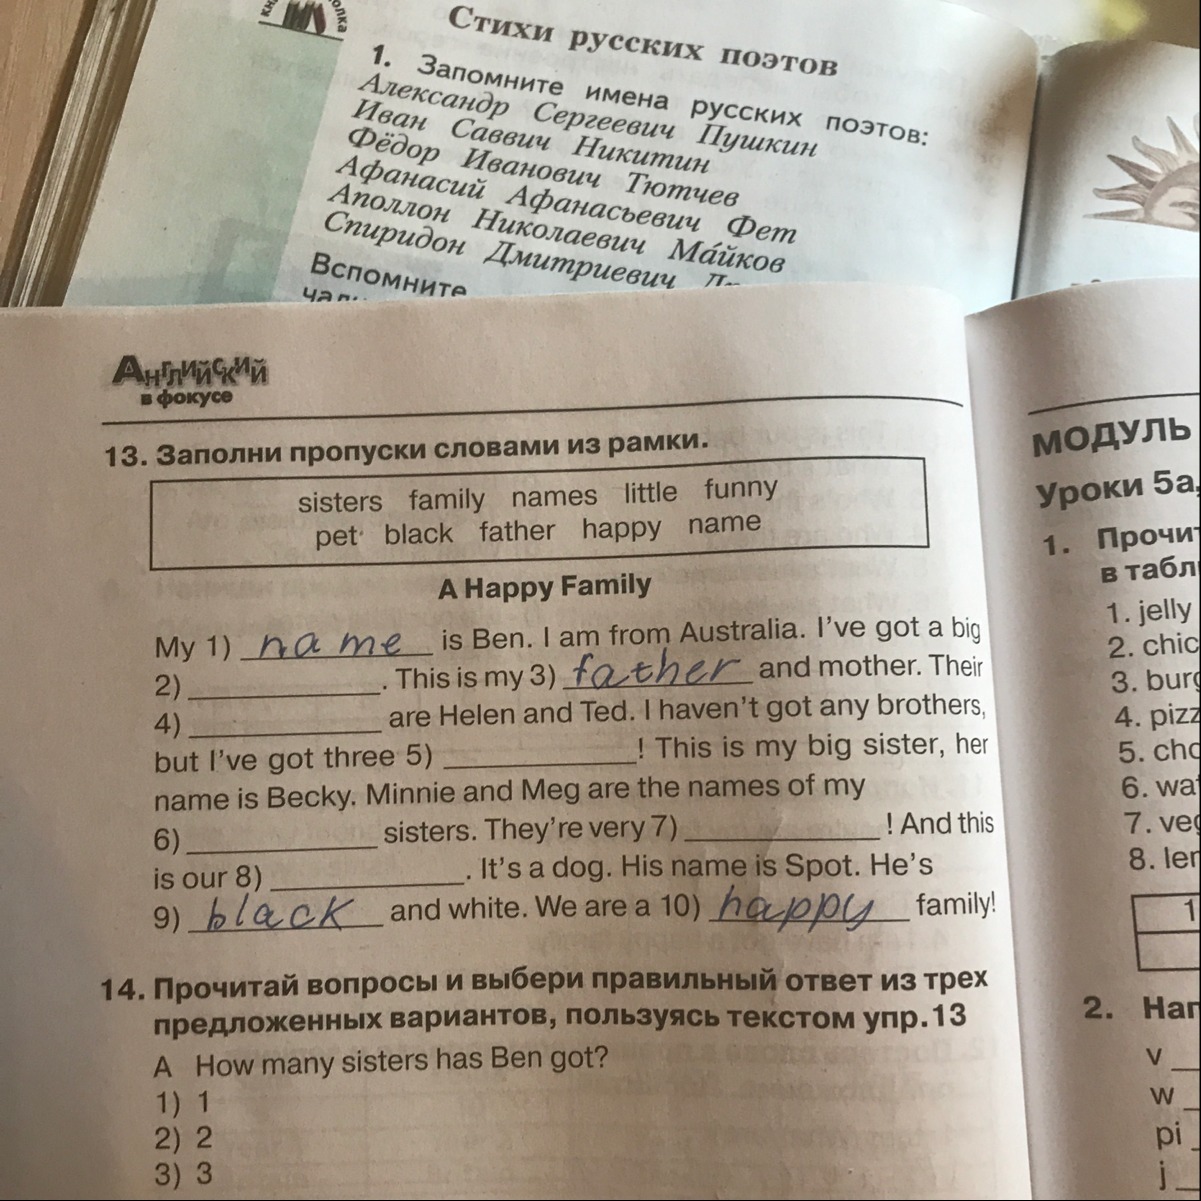 Стихи русских поэтов
1. Запомните имена русских поэтов:
Александр Сергеевич Пушкин
Иван Саввич Никитин
Фёдор Иванович Тютчев
Афанасий Афанасьевич Фет
Аполлон Николаевич Ма́йков
Спиридон Дмитриевич
Вспомните
Английский
в фокусе
13. Заполни пропуски словами из рамки.
sisters family names little funny
pet black father happy name
A Happy Family
My 1) name is Ben. I am from Australia. I've got a big
2) ____________. This is my 3) father and mother. Their
4) ____________ are Helen and Ted. I haven't got any brothers,
but I've got three 5) ____________! This is my big sister, her
name is Becky. Minnie and Meg are the names of my
6) ____________ sisters. They're very 7) ____________! And this
is our 8) ____________. It's a dog. His name is Spot. He's
9) black and white. We are a 10) happy family!
14. Прочитай вопросы и выбери правильный ответ из трех
предложенных вариантов, пользуясь текстом упр.13
A How many sisters has Ben got?
1) 1
2) 2
3) 3
МОДУЛЬ
Уроки 5а,
1. Прочит
в табл
1. jelly
2. chic
3. burg
4. pizz
5. cho
6. wa
7. veg
8. ler
1
2. Нап
v
w
pi
j